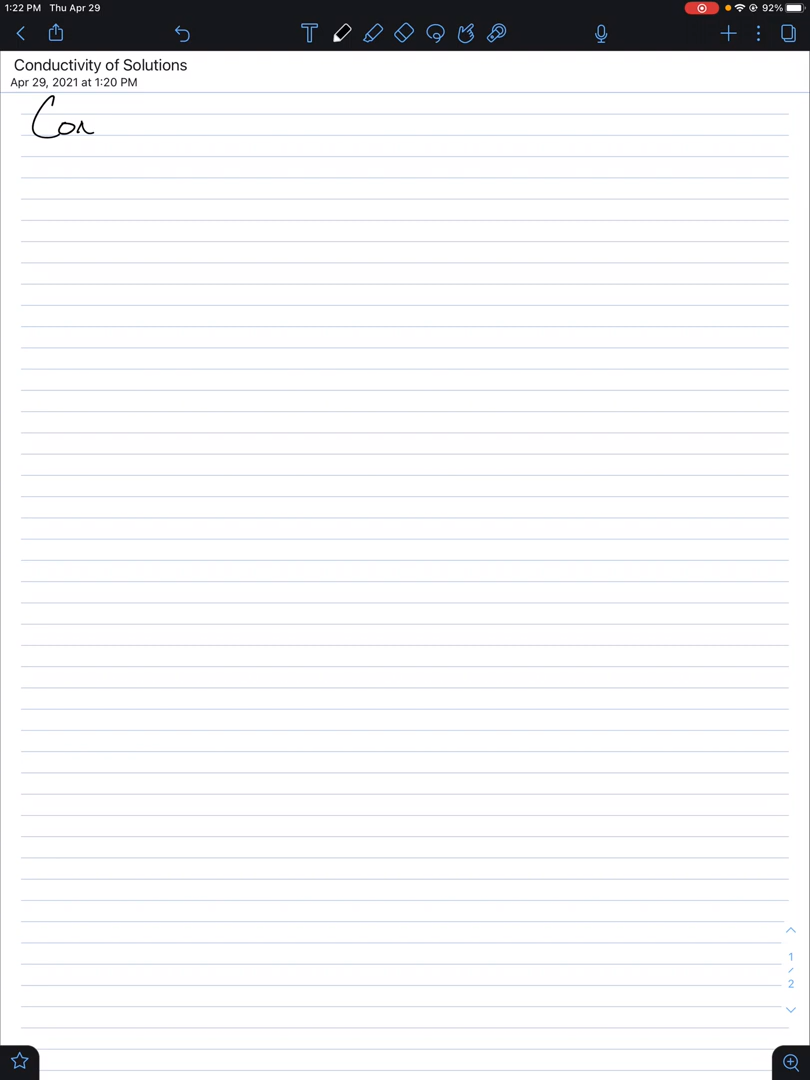 1:22 PM Thu Apr 29
92%
Conductivity of Solutions
Apr 29, 2021 at 1:20 PM
Con
1
2